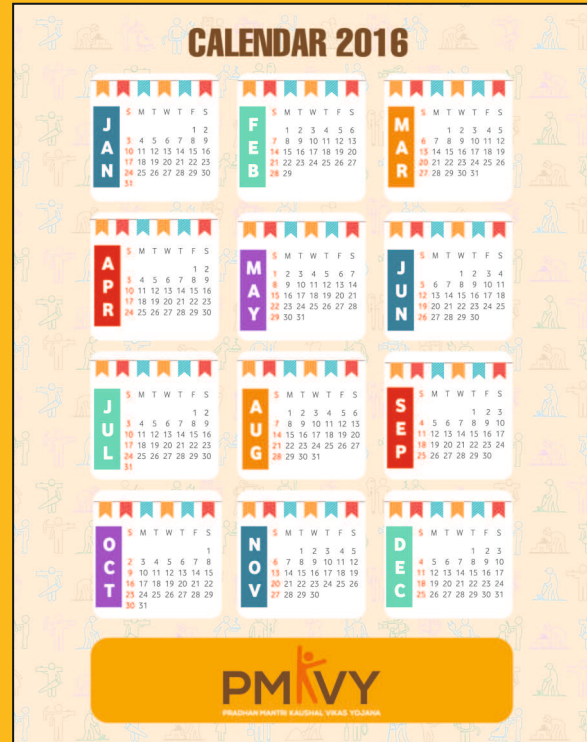 CALENDAR 2016
JAN
S M T W T F S
1 2
3 4 5 6 7 8 9
10 11 12 13 14 15 16
17 18 19 20 21 22 23
24 25 26 27 28 29 30
31
FEB
S M T W T F S
1 2 3 4 5 6
7 8 9 10 11 12 13
14 15 16 17 18 19 20
21 22 23 24 25 26 27
28 29
MAR
S M T W T F S
1 2 3 4 5
6 7 8 9 10 11 12
13 14 15 16 17 18 19
20 21 22 23 24 25 26
27 28 29 30 31
APR
S M T W T F S
1 2
3 4 5 6 7 8 9
10 11 12 13 14 15 16
17 18 19 20 21 22 23
24 25 26 27 28 29 30
MAY
S M T W T F S
1 2 3 4 5 6 7
8 9 10 11 12 13 14
15 16 17 18 19 20 21
22 23 24 25 26 27 28
29 30 31
JUN
S M T W T F S
1 2 3 4
5 6 7 8 9 10 11
12 13 14 15 16 17 18
19 20 21 22 23 24 25
26 27 28 29 30
JUL
S M T W T F S
1 2
3 4 5 6 7 8 9
10 11 12 13 14 15 16
17 18 19 20 21 22 23
24 25 26 27 28 29 30
31
AUG
S M T W T F S
1 2 3 4 5 6
7 8 9 10 11 12 13
14 15 16 17 18 19 20
21 22 23 24 25 26 27
28 29 30 31
SEP
S M T W T F S
1 2 3
4 5 6 7 8 9 10
11 12 13 14 15 16 17
18 19 20 21 22 23 24
25 26 27 28 29 30
OCT
S M T W T F S
1
2 3 4 5 6 7 8
9 10 11 12 13 14 15
16 17 18 19 20 21 22
23 24 25 26 27 28 29
30 31
NOV
S M T W T F S
1 2 3 4 5
6 7 8 9 10 11 12
13 14 15 16 17 18 19
20 21 22 23 24 25 26
27 28 29 30
DEC
S M T W T F S
1 2 3
4 5 6 7 8 9 10
11 12 13 14 15 16 17
18 19 20 21 22 23 24
25 26 27 28 29 30 31
PMKVY
PRADHAN MANTRI KAUSHAL VIKAS YOJANA